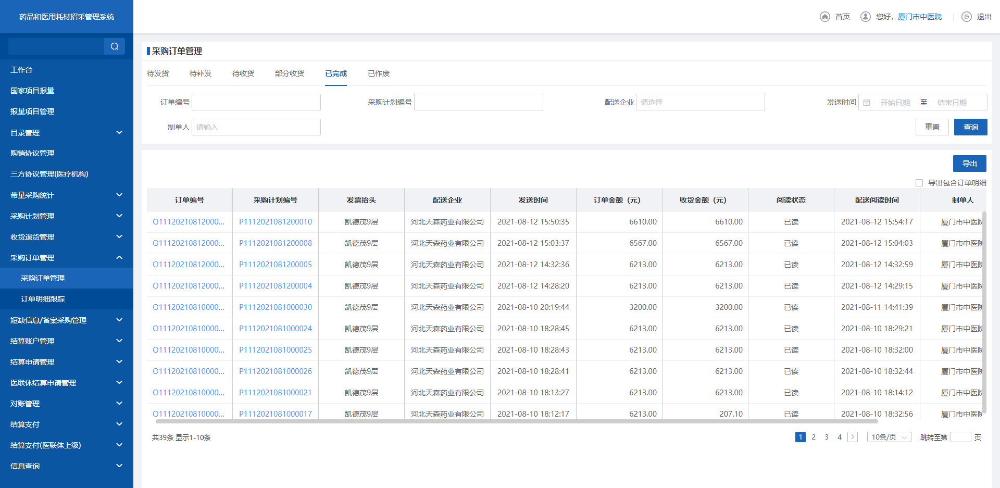 药品和医用耗材招采管理系统
首页 您好，厦门市中医院 退出
工作台
国家项目报量
报量项目管理
目录管理
购销协议管理
三方协议管理(医疗机构)
带量采购统计
采购计划管理
收货退货管理
采购订单管理
采购订单管理
订单明细跟踪
短缺信息/备案采购管理
结算账户管理
结算申请管理
医联体结算申请管理
对账管理
结算支付
结算支付(医联体上级)
信息查询
采购订单管理
待发货 待补发 待收货 部分收货 已完成 已作废
订单编号 采购计划编号 配送企业 请选择 发送时间 开始日期 至 结束日期
制单人 请输入 重置 查询
导出
导出包含订单明细
订单编号 采购计划编号 发票抬头 配送企业 发送时间 订单金额（元） 收货金额（元） 阅读状态 配送阅读时间 制单人
O11120210812000... P1112021081200010 凯德茂9层 河北天森药业有限公司 2021-08-12 15:50:35 6610.00 6610.00 已读 2021-08-12 15:54:17 厦门市中医院
O11120210812000... P1112021081200008 凯德茂9层 河北天森药业有限公司 2021-08-12 15:03:37 6567.00 6567.00 已读 2021-08-12 15:04:03 厦门市中医院
O11120210812000... P1112021081200005 凯德茂9层 河北天森药业有限公司 2021-08-12 14:32:36 6213.00 6213.00 已读 2021-08-12 14:32:59 厦门市中医院
O11120210812000... P1112021081200004 凯德茂9层 河北天森药业有限公司 2021-08-12 14:28:20 6213.00 6213.00 已读 2021-08-12 14:29:15 厦门市中医院
O11120210810000... P1112021081000030 凯德茂9层 河北天森药业有限公司 2021-08-10 20:19:44 3200.00 3200.00 已读 2021-08-11 14:41:39 厦门市中医院
O11120210810000... P1112021081000024 凯德茂9层 河北天森药业有限公司 2021-08-10 18:28:45 6213.00 6213.00 已读 2021-08-10 18:29:21 厦门市中医院
O11120210810000... P1112021081000025 凯德茂9层 河北天森药业有限公司 2021-08-10 18:28:43 6213.00 6213.00 已读 2021-08-10 18:32:00 厦门市中医院
O11120210810000... P1112021081000026 凯德茂9层 河北天森药业有限公司 2021-08-10 18:28:41 6213.00 6213.00 已读 2021-08-10 18:32:44 厦门市中医院
O11120210810000... P1112021081000021 凯德茂9层 河北天森药业有限公司 2021-08-10 18:13:27 6213.00 6213.00 已读 2021-08-10 18:14:12 厦门市中医院
O11120210810000... P1112021081000017 凯德茂9层 河北天森药业有限公司 2021-08-10 18:12:17 6213.00 207.10 已读 2021-08-10 18:32:56 厦门市中医院
共39条 显示1-10条 1 2 3 4 10条/页 跳转至第 页